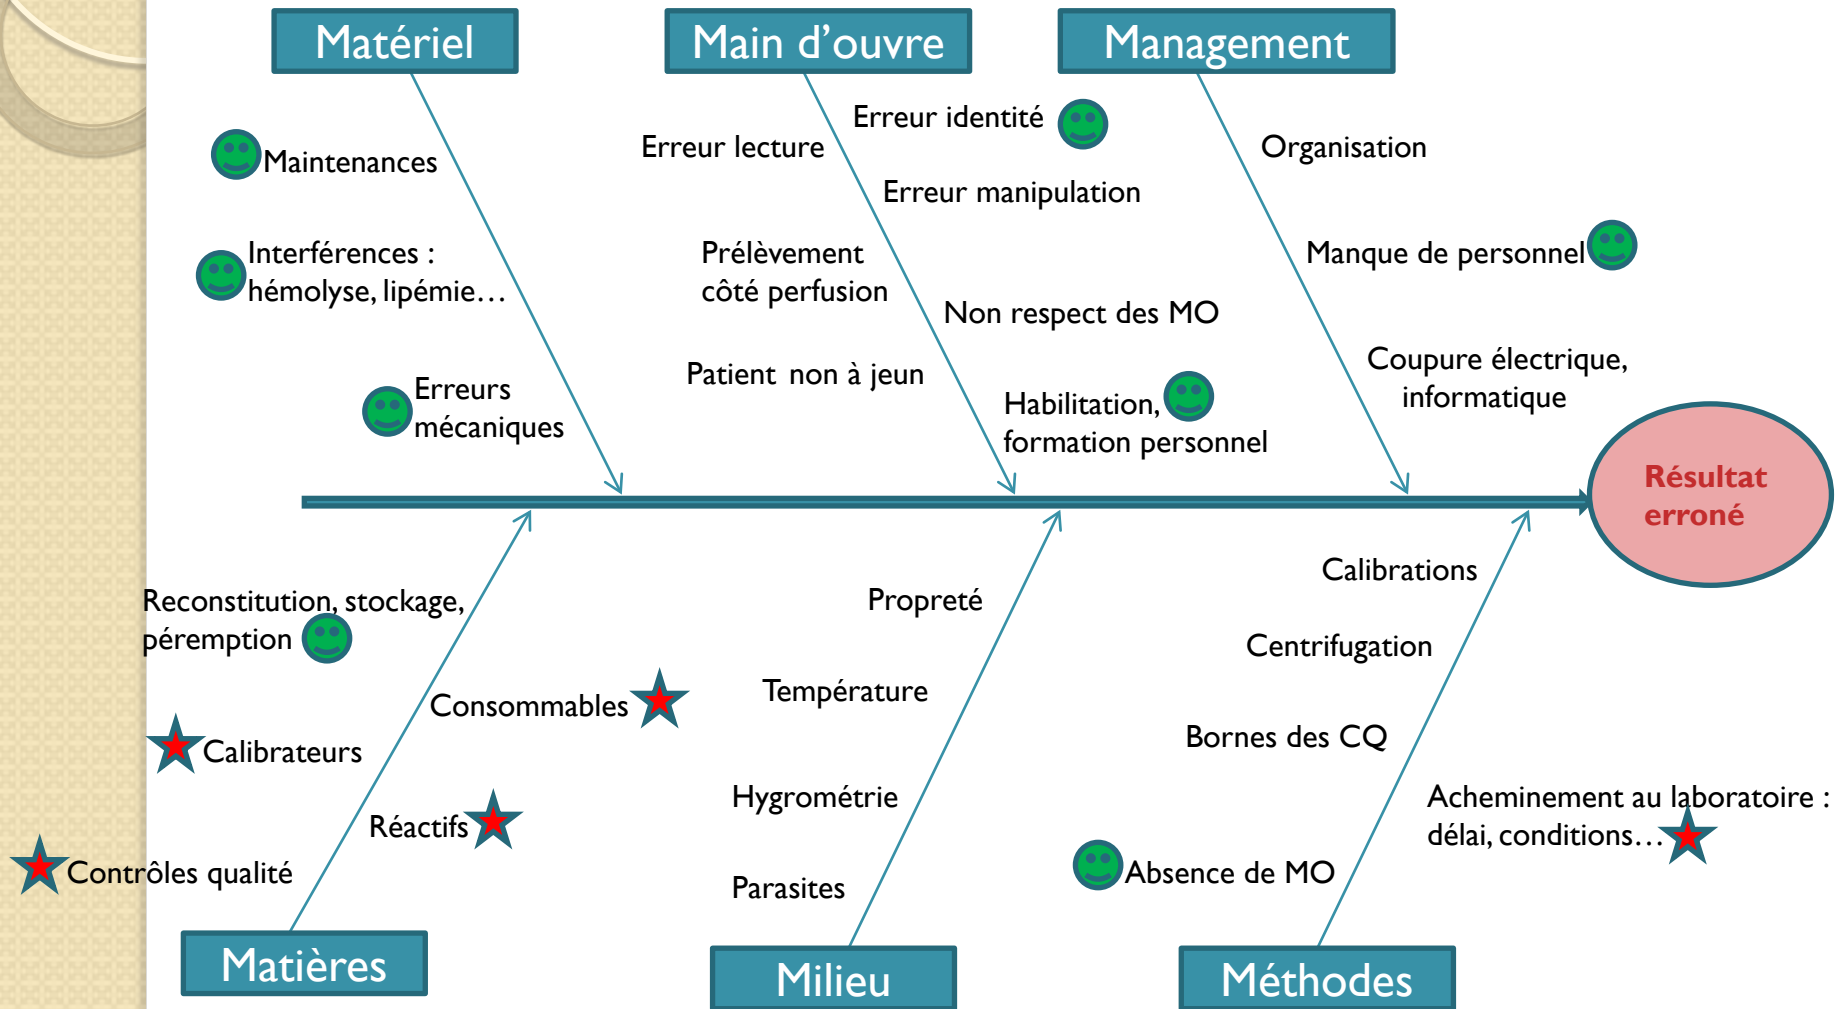 Matériel
Main d’ouvre
Management
Maintenances
Interférences :
hémolyse, lipémie…
Erreurs
mécaniques
Erreur identité
Erreur lecture
Erreur manipulation
Prélèvement
côté perfusion
Non respect des MO
Patient non à jeun
Habilitation,
formation personnel
Organisation
Manque de personnel
Coupure électrique,
informatique
Résultat
erroné
Reconstitution, stockage,
péremption
Consommables
Calibrateurs
Réactifs
Contrôles qualité
Propreté
Température
Hygrométrie
Parasites
Calibrations
Centrifugation
Bornes des CQ
Acheminement au laboratoire :
délai, conditions…
Absence de MO
Matières
Milieu
Méthodes